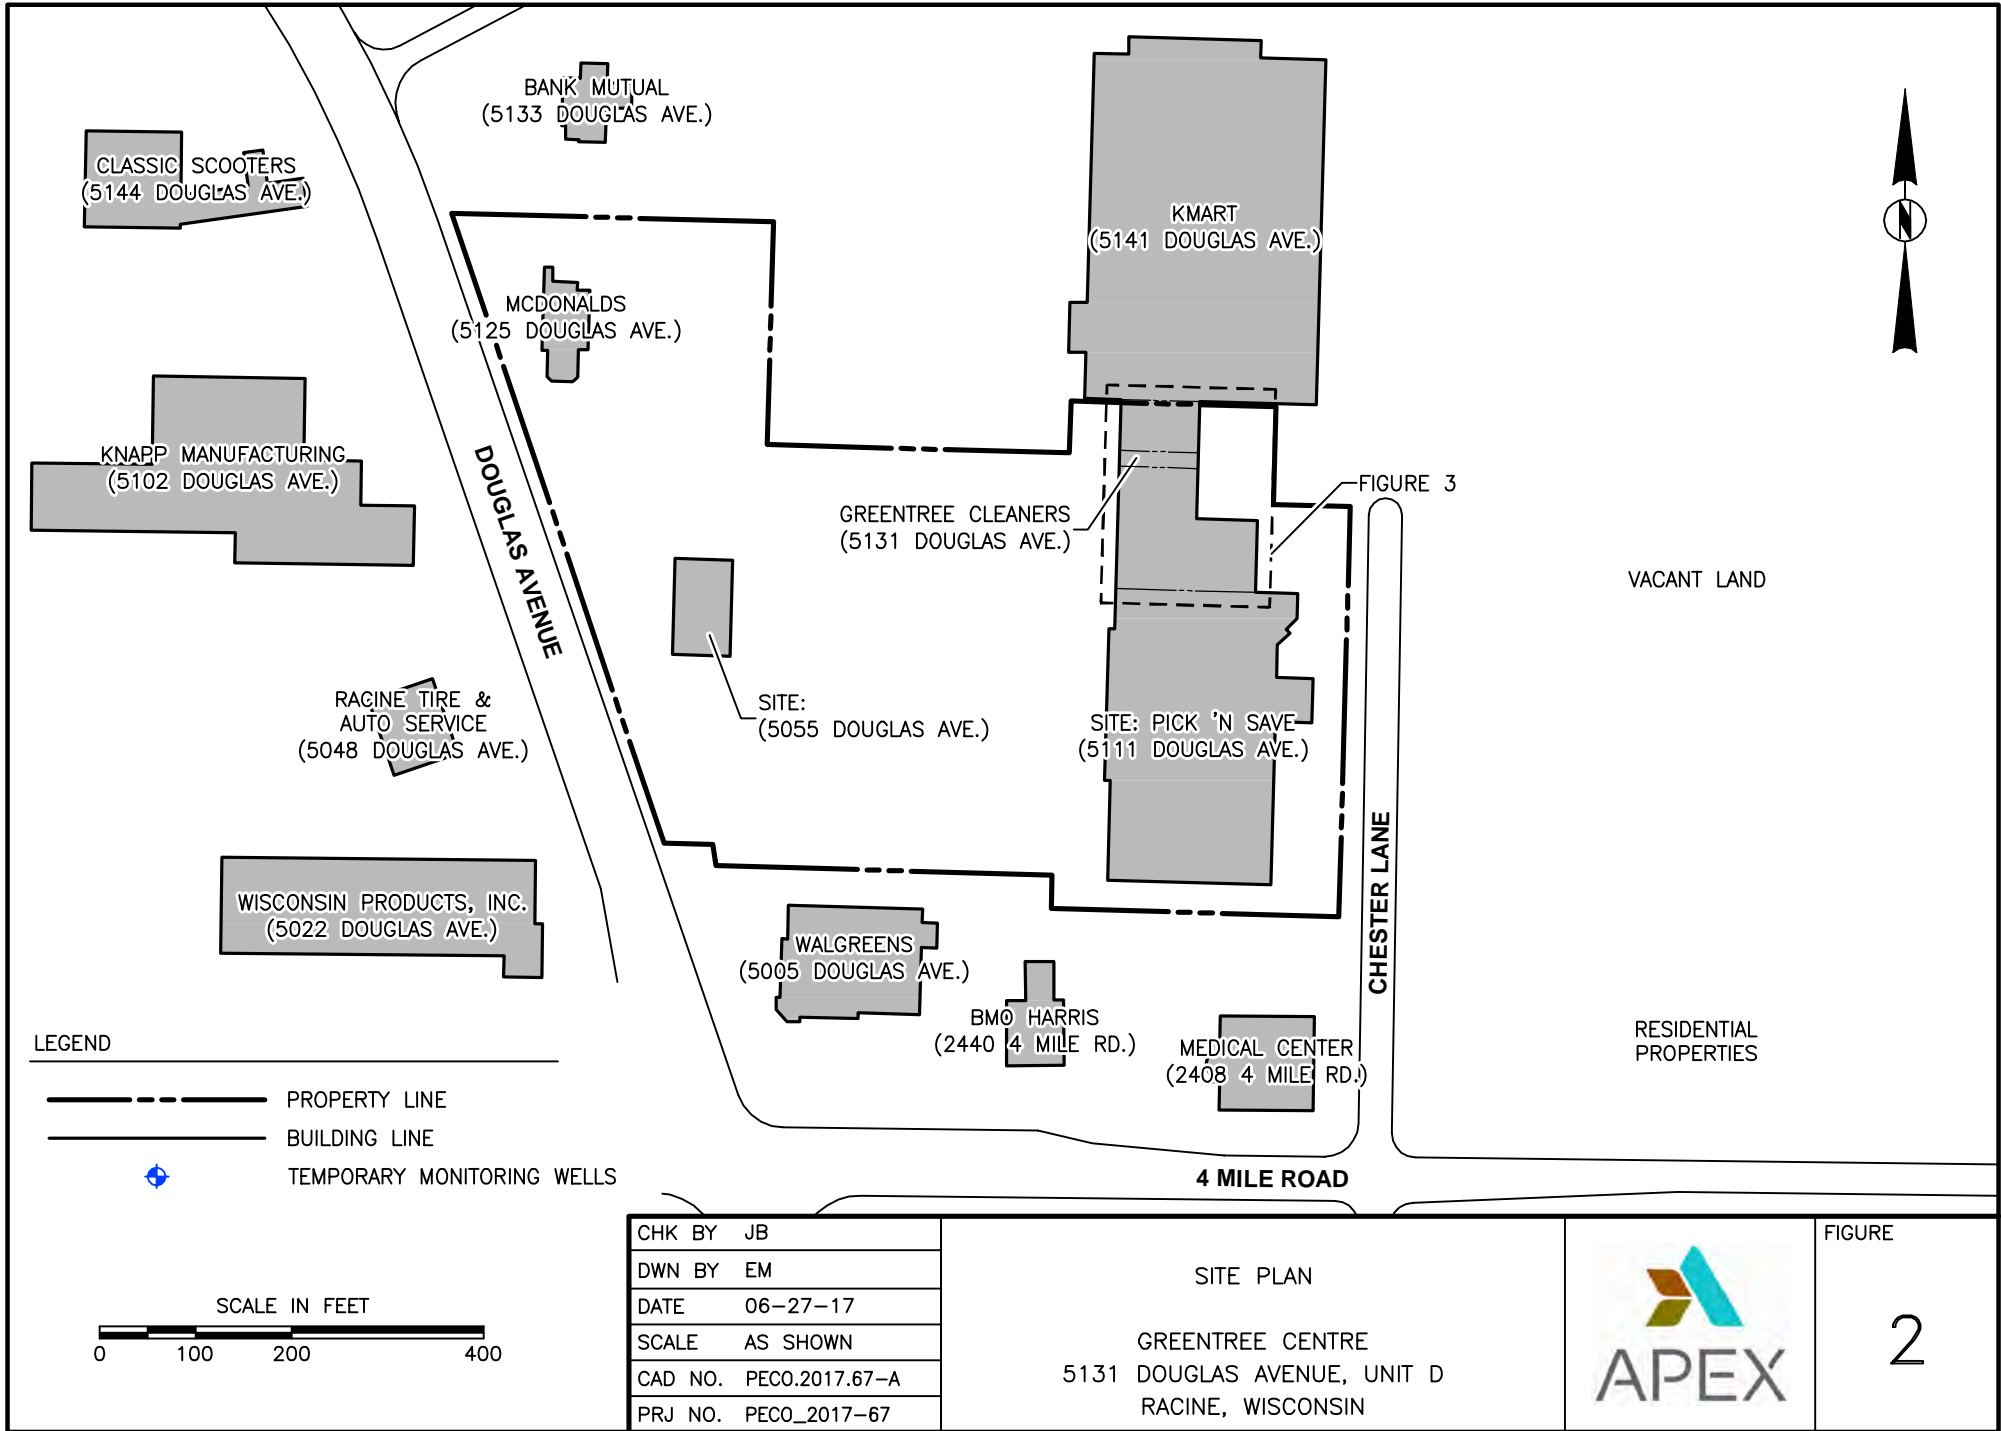 BANK MUTUAL
(5133 DOUGLAS AVE.)
CLASSIC SCOOTERS
(5144 DOUGLAS AVE.)
KMART
(5141 DOUGLAS AVE.)
N
MCDONALDS
(5125 DOUGLAS AVE.)
KNAPP MANUFACTURING
(5102 DOUGLAS AVE.)
DOUGLAS AVENUE
FIGURE 3
GREENTREE CLEANERS
(5131 DOUGLAS AVE.)
VACANT LAND
RACINE TIRE &
AUTO SERVICE
(5048 DOUGLAS AVE.)
SITE:
(5055 DOUGLAS AVE.)
SITE: PICK 'N SAVE
(5111 DOUGLAS AVE.)
CHESTER LANE
WISCONSIN PRODUCTS, INC.
(5022 DOUGLAS AVE.)
WALGREENS
(5005 DOUGLAS AVE.)
BMO HARRIS
(2440 4 MILE RD.)
MEDICAL CENTER
(2408 4 MILE RD.)
RESIDENTIAL
PROPERTIES
LEGEND
PROPERTY LINE
BUILDING LINE
TEMPORARY MONITORING WELLS
4 MILE ROAD
SCALE IN FEET
0 100 200 400
CHK BY JB
DWN BY EM
DATE 06-27-17
SCALE AS SHOWN
CAD NO. PECO.2017.67-A
PRJ NO. PECO_2017-67
SITE PLAN
GREENTREE CENTRE
5131 DOUGLAS AVENUE, UNIT D
RACINE, WISCONSIN
APEX
FIGURE
2